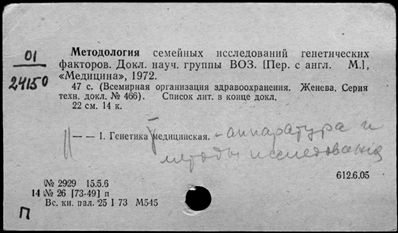 01
24150
Методология семейных исследований генетических
факторов. Докл. науч. группы ВОЗ. [Пер. с англ. М.],
«Медицина», 1972.
47 с. (Всемирная организация здравоохранения. Женева. Серия
техн. докл. № 466). Список лит. в конце докл.
22 см. 14 к.
— — 1. Генетика медицинская. - аппаратура и
методы исследования
612.6.05
№ 2929 15.5.6
14 № 26 [73-49] п
Вс. кн. пал. 25 I 73 М545
П